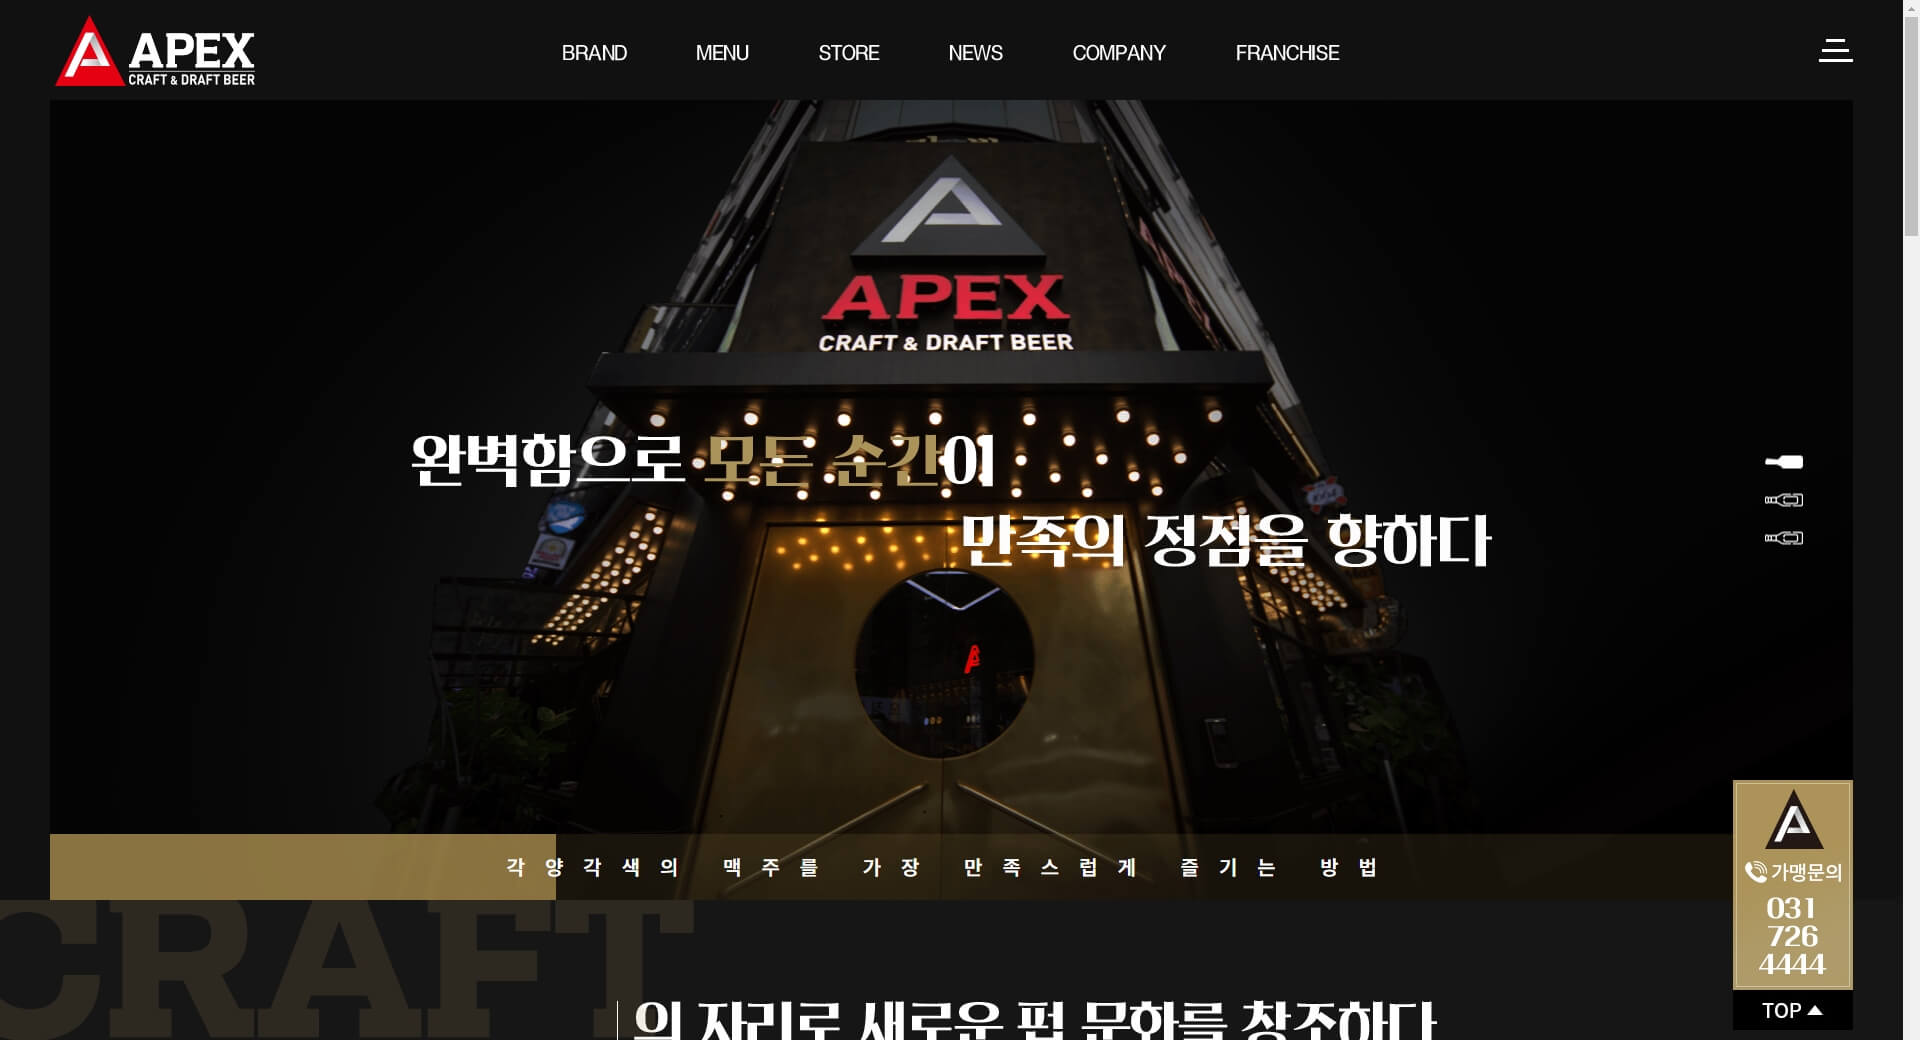 APEX
CRAFT & DRAFT BEER
BRAND MENU STORE NEWS COMPANY FRANCHISE
APEX
CRAFT & DRAFT BEER
완벽함으로 모든 순간이
만족의 정점을 향하다
각양각색의 맥주를 가장 만족스럽게 즐기는 방법
가맹문의
031
726
4444
TOP
CRAFT
의 자리로 새로운 펍 문화를 창조하다